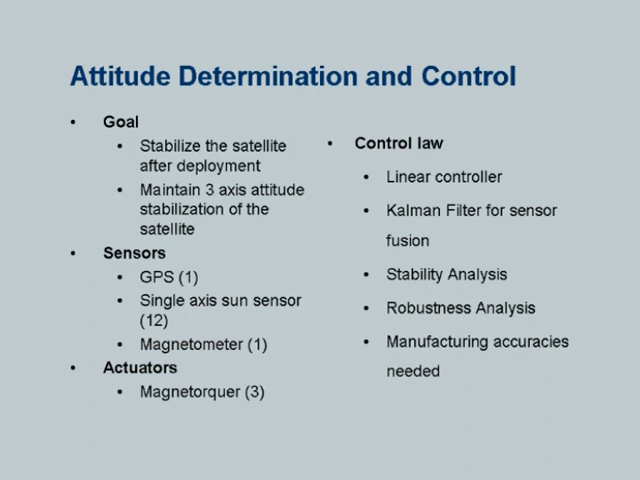 Attitude Determination and Control
• Goal
• Stabilize the satellite
after deployment
• Maintain 3 axis attitude
stabilization of the
satellite
• Sensors
• GPS (1)
• Single axis sun sensor
(12)
• Magnetometer (1)
• Actuators
• Magnetorquer (3)
• Control law
• Linear controller
• Kalman Filter for sensor
fusion
• Stability Analysis
• Robustness Analysis
• Manufacturing accuracies
needed